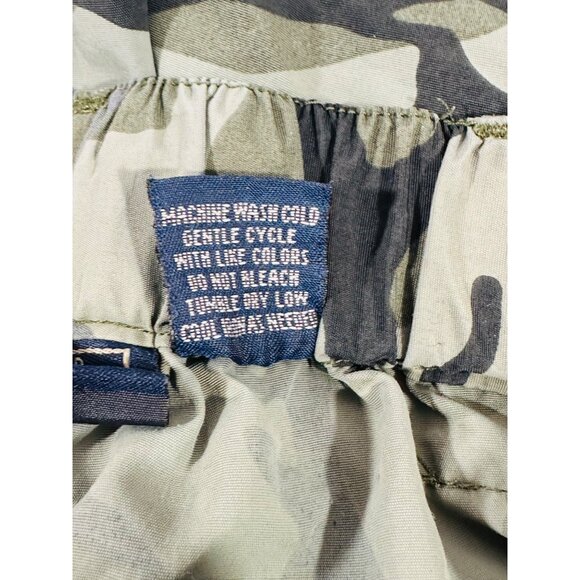 MACHINE WASH COLD
GENTLE CYCLE
WITH LIKE COLORS
DO NOT BLEACH
TUMBLE DRY LOW
COOL IRON AS NEEDED